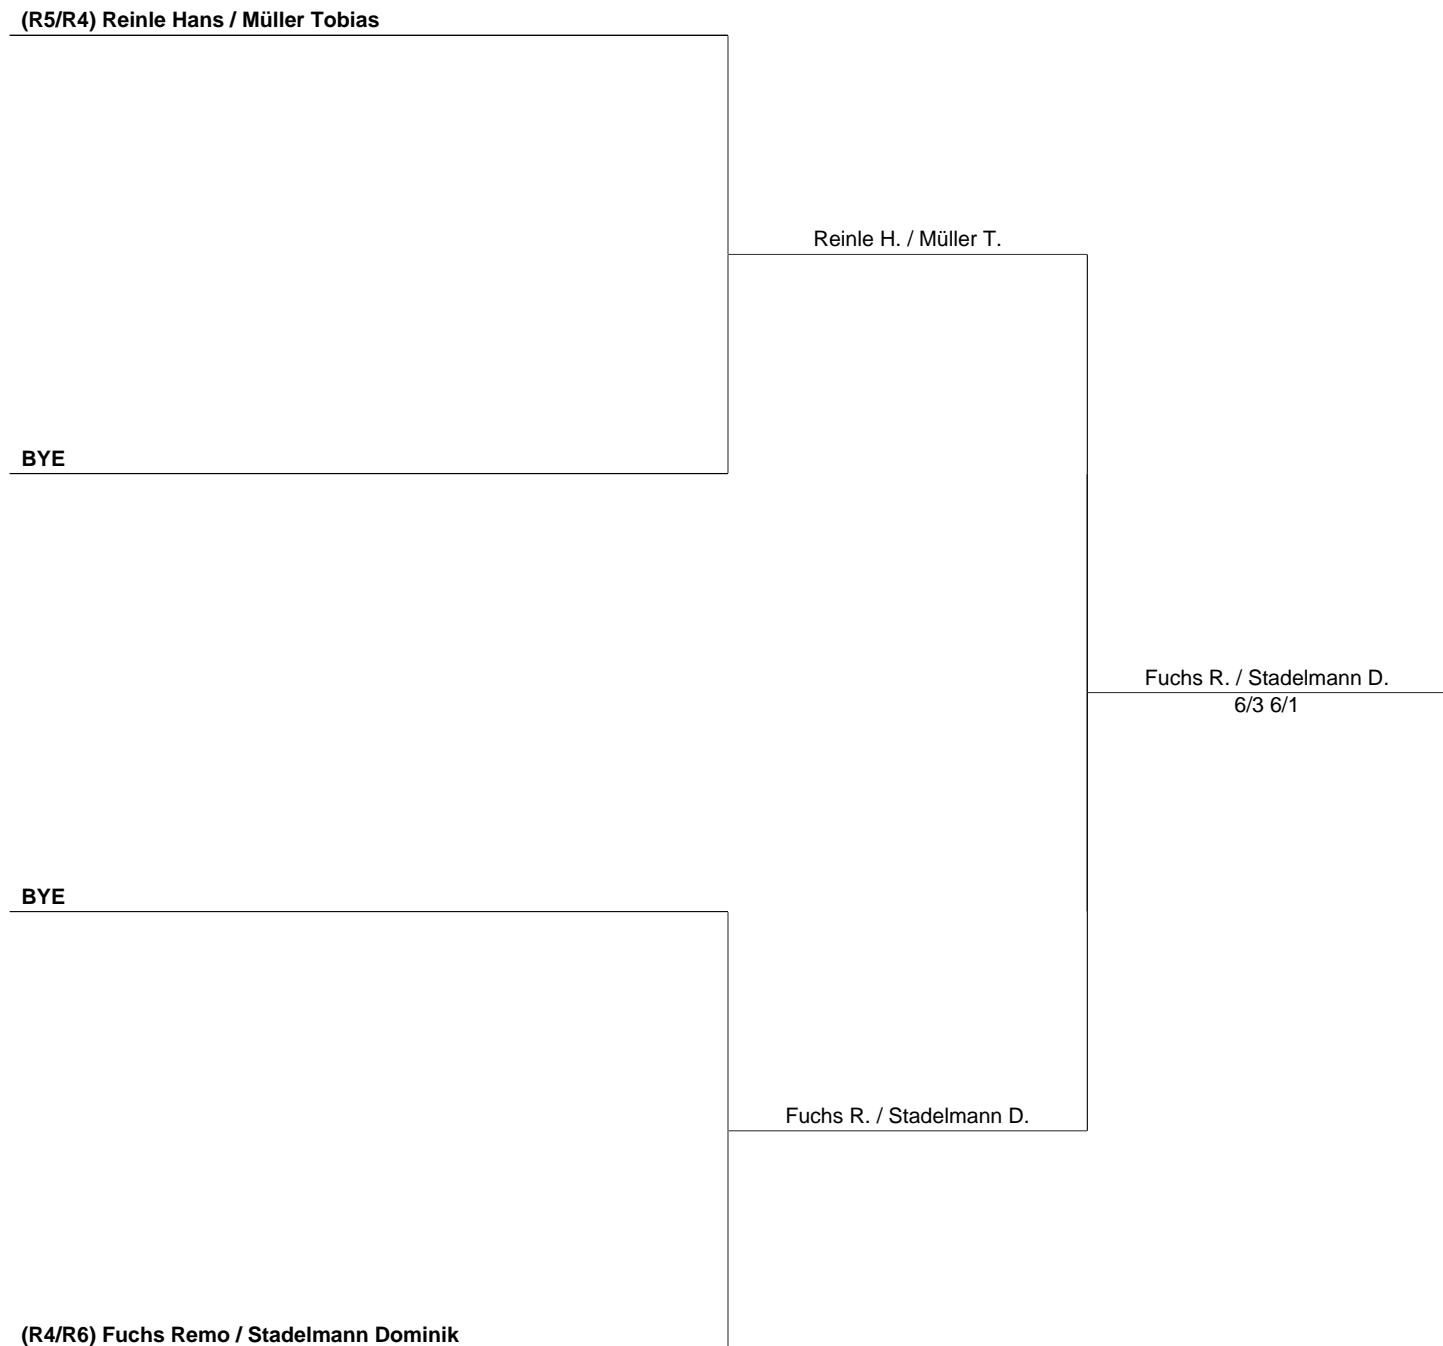 (R5/R4) Reinle Hans / Müller Tobias
Reinle H. / Müller T.
BYE
Fuchs R. / Stadelmann D.
6/3 6/1
BYE
Fuchs R. / Stadelmann D.
(R4/R6) Fuchs Remo / Stadelmann Dominik